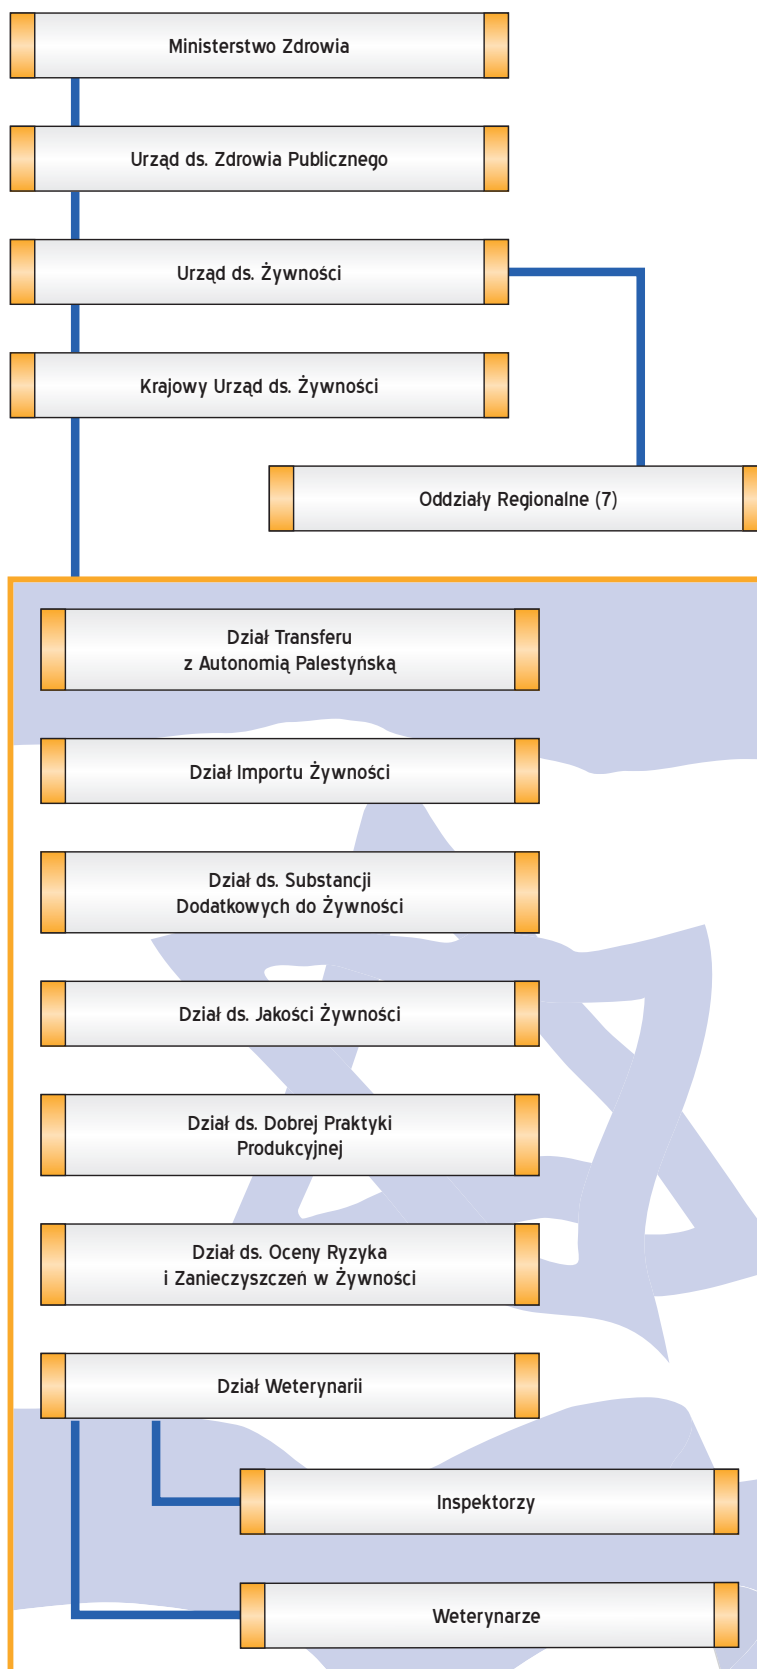 Ministerstwo Zdrowia
Urząd ds. Zdrowia Publicznego
Urząd ds. Żywności
Krajowy Urząd ds. Żywności
Oddziały Regionalne (7)
Dział Transferu
z Autonomią Palestyńską
Dział Importu Żywności
Dział ds. Substancji
Dodatkowych do Żywności
Dział ds. Jakości Żywności
Dział ds. Dobrej Praktyki
Produkcyjnej
Dział ds. Oceny Ryzyka
i Zanieczyszczeń w Żywności
Dział Weterynarii
Inspektorzy
Weterynarze